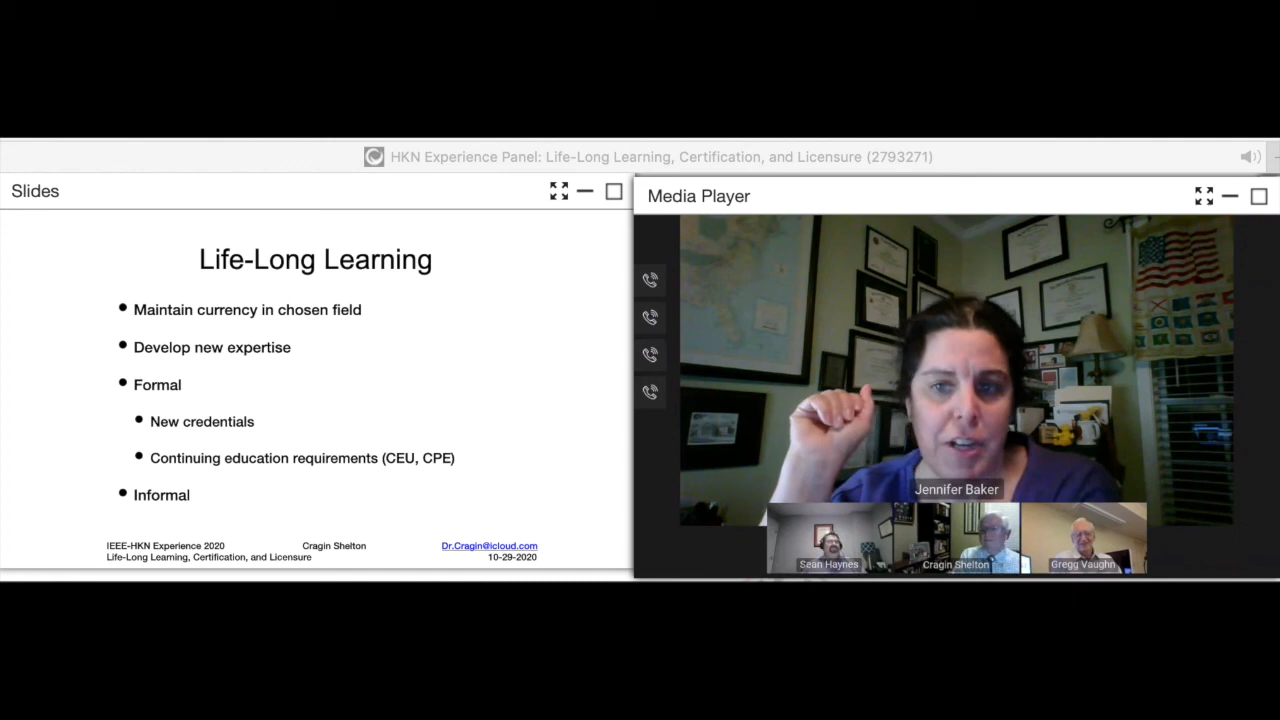 HKN Experience Panel: Life-Long Learning, Certification, and Licensure (2793271)
Slides
Life-Long Learning
Maintain currency in chosen field
Develop new expertise
Formal
New credentials
Continuing education requirements (CEU, CPE)
Informal
IEEE-HKN Experience 2020 Cragin Shelton Dr.Cragin@icloud.com
Life-Long Learning, Certification, and Licensure 10-29-2020
Media Player
Jennifer Baker
Sean Haynes
Cragin Shelton
Gregg Vaughn